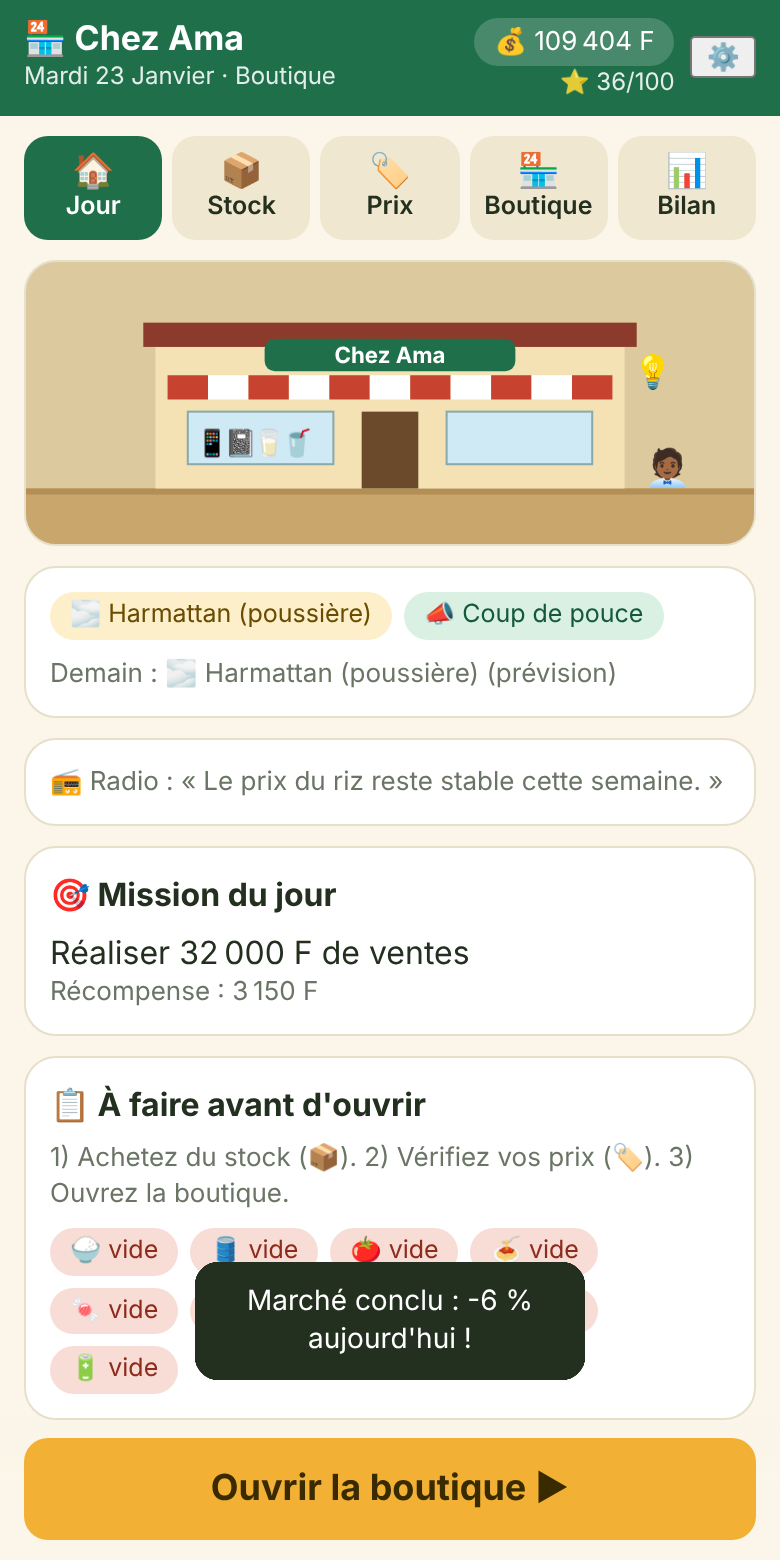 🏪 Chez Ama
Mardi 23 Janvier · Boutique
💰 109 404 F
⭐ 36/100
Jour
Stock
Prix
Boutique
Bilan
Chez Ama
🌫️ Harmattan (poussière)
📣 Coup de pouce
Demain : 🌫️ Harmattan (poussière) (prévision)
📻 Radio : « Le prix du riz reste stable cette semaine. »
🎯 Mission du jour
Réaliser 32 000 F de ventes
Récompense : 3 150 F
📋 À faire avant d'ouvrir
1) Achetez du stock (📦). 2) Vérifiez vos prix (🏷️). 3)
Ouvrez la boutique.
🍚 vide
🛢️ vide
🍅 vide
🍝 vide
🍬 vide
🔋 vide
Marché conclu : -6 %
aujourd'hui !
Ouvrir la boutique ▶